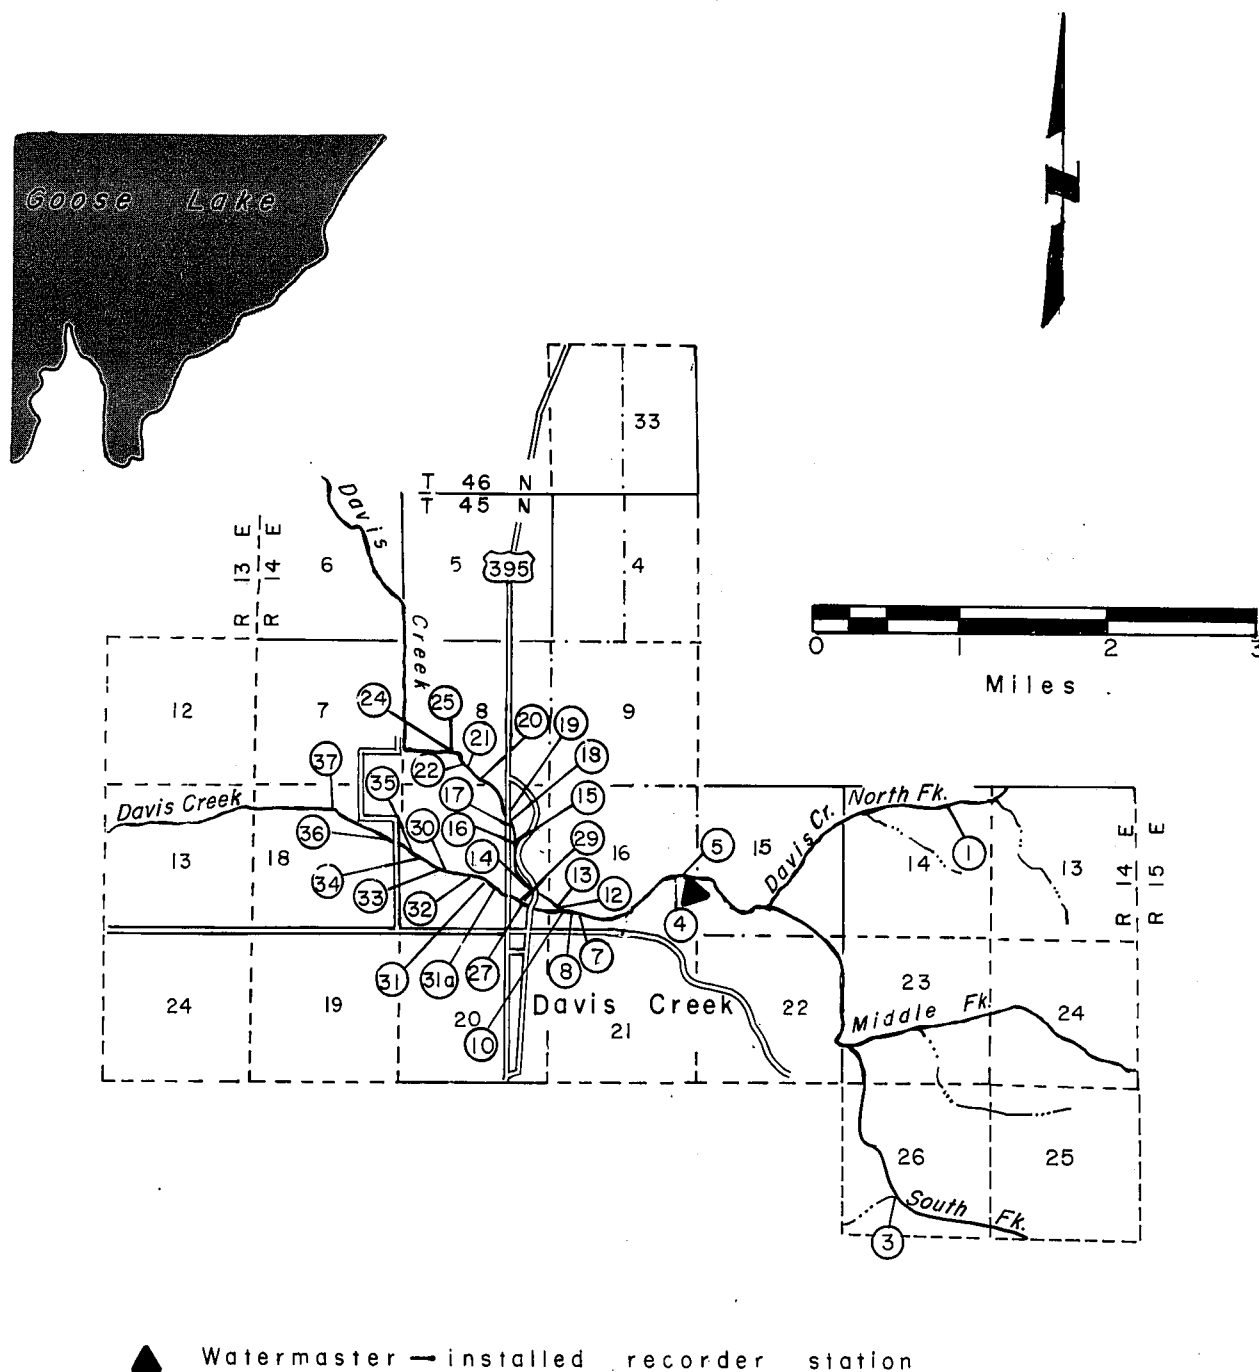 Goose Lake
N
33
T 46 N
T 45 N
Davis
Creek
R 13 E
R 14 E
6
5
395
4
0 1 2 3
Miles
12
7
24
25
8
21
20
19
9
18
22
37
35
17
15
Davis Creek
16
30
29
36
14
16
5
15
Davis Cr.
North Fk.
14
1
13
R 14 E
R 15 E
13
18
34
33
32
13
12
4
31
31a
27
8
7
24
19
20
10
Davis Creek
21
22
23
Middle Fk.
24
26
25
South Fk.
3
Watermaster – installed recorder station